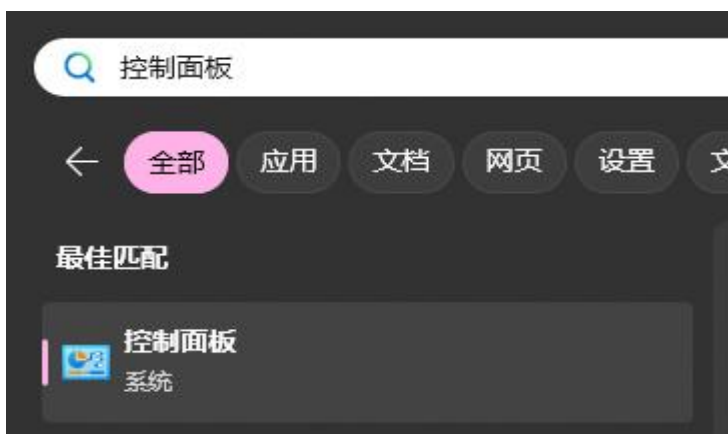 控制面板
全部 应用 文档 网页 设置
最佳匹配
控制面板
系统